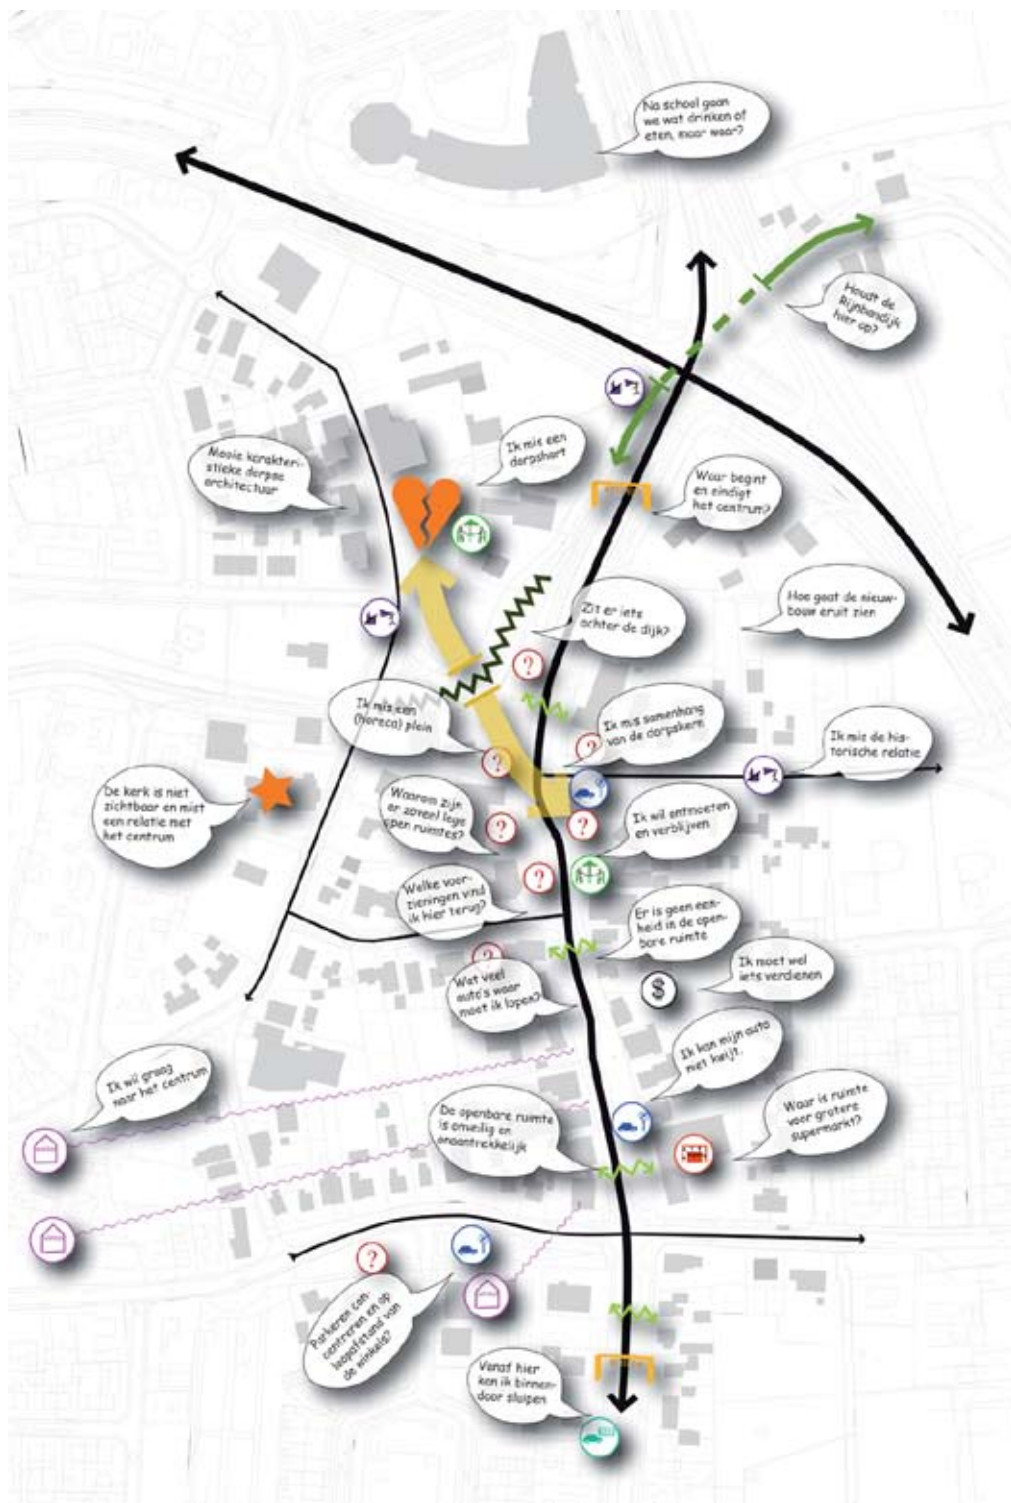 Na school gaan
we wat drinken of
eten, maar waar?
Houdt de
Rijnbandijk
hier op?
Mooie karakteri-
stieke dorpse
architectuur
Ik mis een
dorpshart
Waar begint
en eindigt
het centrum?
Hoe gaat de nieuw-
bouw eruit zien
Zit er iets
achter de dijk?
?
Ik mis een
(horeca) plein
Ik mis samenhang
van de dorpskern
?
?
Ik mis de his-
torische relatie
De kerk is niet
zichtbaar en mist
een relatie met
het centrum
Waarom zijn
er zoveel lege
open ruimtes?
?
?
Ik wil ontmoeten
en verblijven
?
Welke voor-
zieningen vind
ik hier terug?
Er is geen een-
heid in de open-
bare ruimte
?
Ik moet wel
iets verdienen
$
Wat veel
auto's waar
moet ik lopen?
Ik kan mijn auto
niet kwijt.
Ik wil graag
naar het centrum
De openbare ruimte
is onveilig en
onaantrekkelijk
Waar is ruimte
voor grotere
supermarkt?
?
Parkeren con-
centreren en op
loopafstand van
de winkels?
Vanaf hier
kan ik binnen-
door sluipen